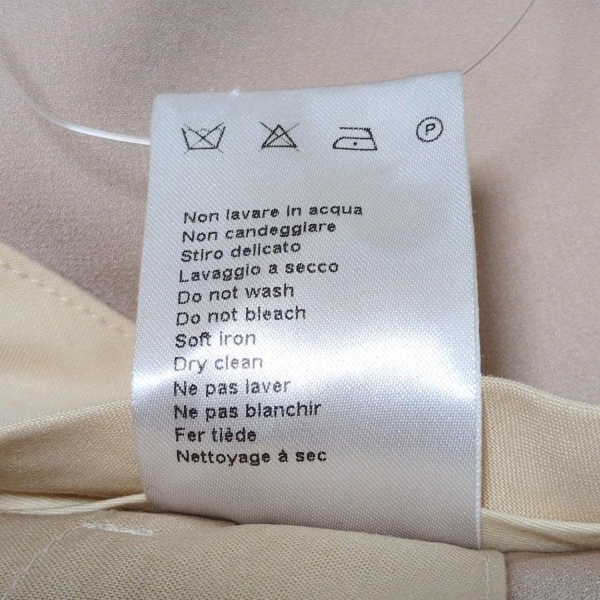 P
Non lavare in acqua
Non candeggiare
Stiro delicato
Lavaggio a secco
Do not wash
Do not bleach
Soft iron
Dry clean
Ne pas laver
Ne pas blanchir
Fer tiède
Nettoyage à sec